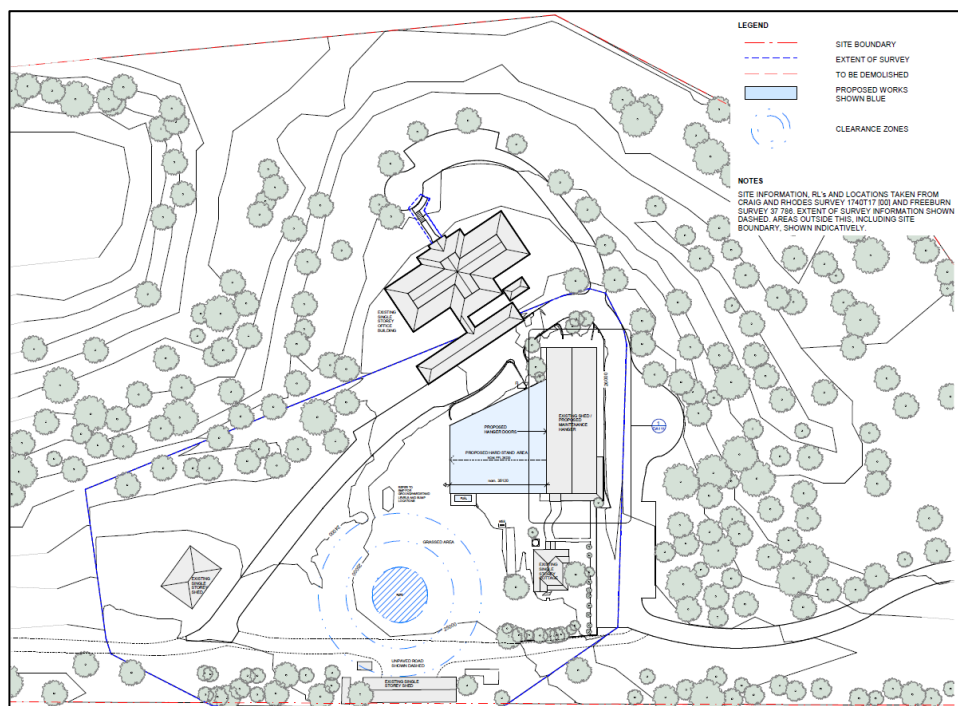 LEGEND
SITE BOUNDARY
EXTENT OF SURVEY
TO BE DEMOLISHED
PROPOSED WORKS
SHOWN BLUE
CLEARANCE ZONES
NOTES
SITE INFORMATION, RL's AND LOCATIONS TAKEN FROM
CRAIG AND RHODES SURVEY 1740T17 [00] AND FREEBURN
SURVEY 37 786. EXTENT OF SURVEY INFORMATION SHOWN
DASHED. AREAS OUTSIDE THIS, INCLUDING SITE
BOUNDARY, SHOWN INDICATIVELY.
EXISTING
SINGLE
STOREY
OFFICE
BUILDING
EXISTING SHED /
PROPOSED
MAINTENANCE
HANGER
PROPOSED
HANGER DOORS
PROPOSED HARD STAND AREA
GRASSED AREA
EXISTING
SINGLE
STOREY
COTTAGE
EXISTING
SINGLE
STOREY
SHED
UNPAVED ROAD
SHOWN DASHED
EXISTING SINGLE
STOREY SHED